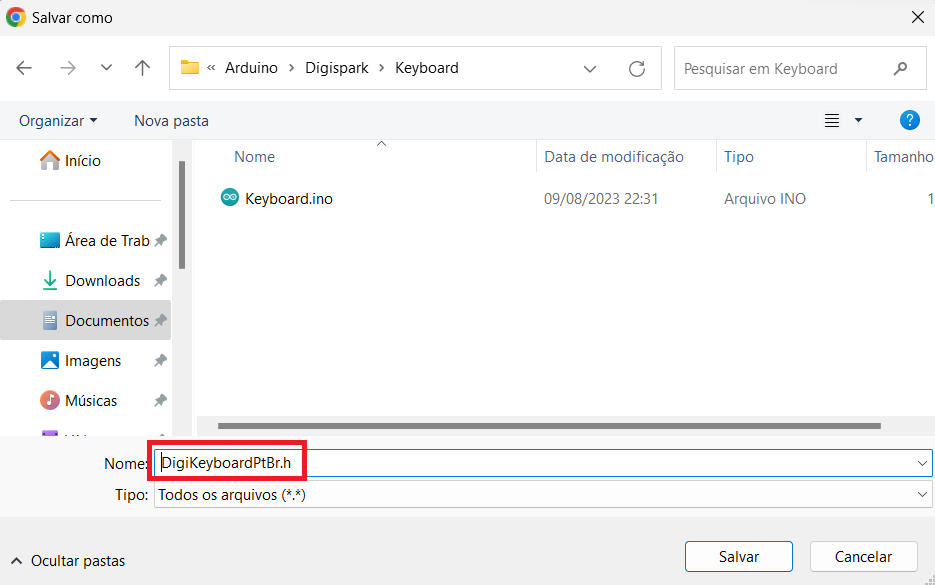 Salvar como
« Arduino > Digispark > Keyboard
Pesquisar em Keyboard
Organizar
Nova pasta
?
Nome
Data de modificação
Tipo
Tamanho
Início
Keyboard.ino
09/08/2023 22:31
Arquivo INO
1
Área de Trab
Downloads
Documentos
Imagens
Músicas
Nome:
DigiKeyboardPtBr.h
Tipo:
Todos os arquivos (*.*)
Ocultar pastas
Salvar
Cancelar